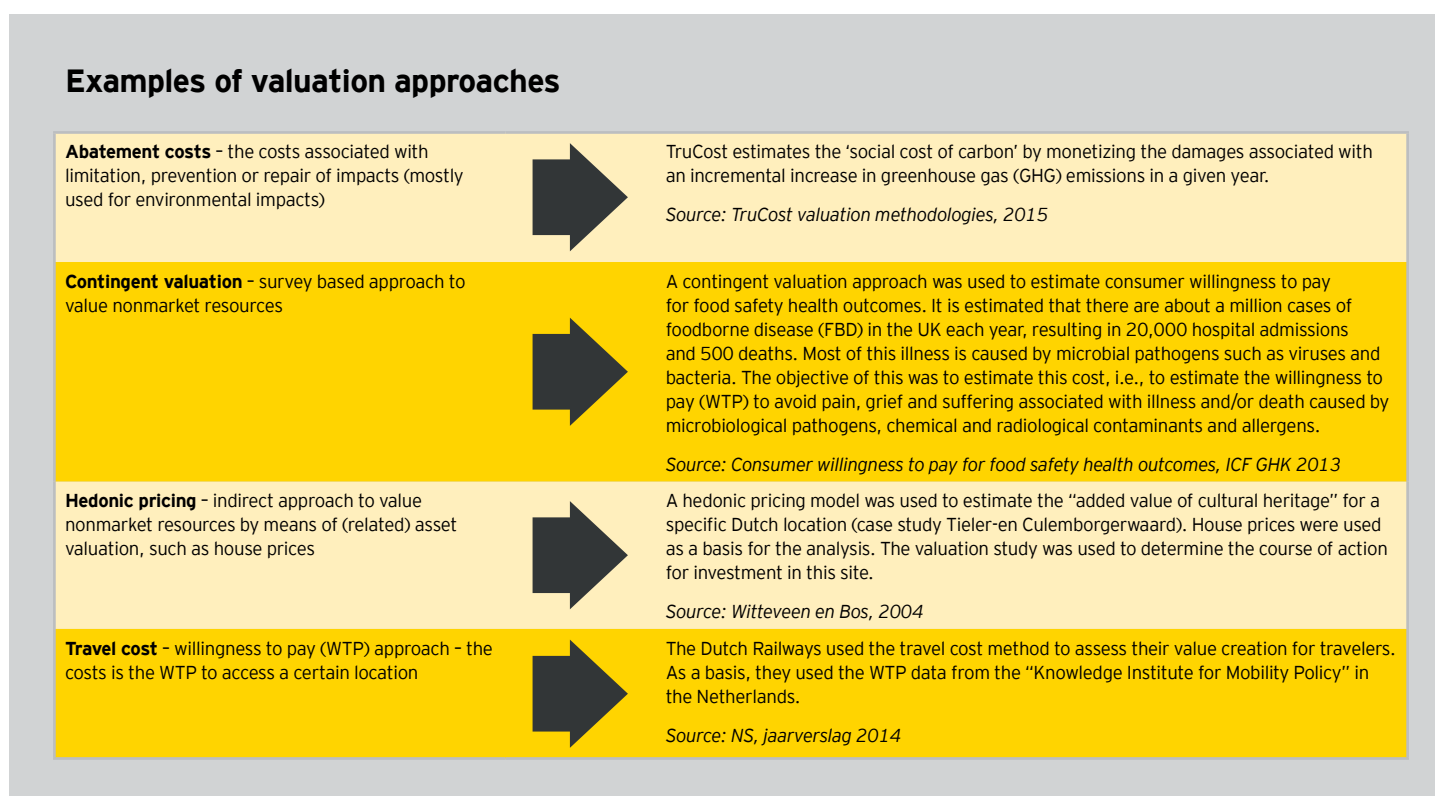 Examples of valuation approaches
Abatement costs – the costs associated with
limitation, prevention or repair of impacts (mostly
used for environmental impacts)
TruCost estimates the ‘social cost of carbon’ by monetizing the damages associated with
an incremental increase in greenhouse gas (GHG) emissions in a given year.
Source: TruCost valuation methodologies, 2015
Contingent valuation – survey based approach to
value nonmarket resources
A contingent valuation approach was used to estimate consumer willingness to pay
for food safety health outcomes. It is estimated that there are about a million cases of
foodborne disease (FBD) in the UK each year, resulting in 20,000 hospital admissions
and 500 deaths. Most of this illness is caused by microbial pathogens such as viruses and
bacteria. The objective of this was to estimate this cost, i.e., to estimate the willingness to
pay (WTP) to avoid pain, grief and suffering associated with illness and/or death caused by
microbiological pathogens, chemical and radiological contaminants and allergens.
Source: Consumer willingness to pay for food safety health outcomes, ICF GHK 2013
Hedonic pricing – indirect approach to value
nonmarket resources by means of (related) asset
valuation, such as house prices
A hedonic pricing model was used to estimate the “added value of cultural heritage” for a
specific Dutch location (case study Tieler-en Culemborgerwaard). House prices were used
as a basis for the analysis. The valuation study was used to determine the course of action
for investment in this site.
Source: Witteveen en Bos, 2004
Travel cost – willingness to pay (WTP) approach – the
costs is the WTP to access a certain location
The Dutch Railways used the travel cost method to assess their value creation for travelers.
As a basis, they used the WTP data from the “Knowledge Institute for Mobility Policy” in
the Netherlands.
Source: NS, jaarverslag 2014